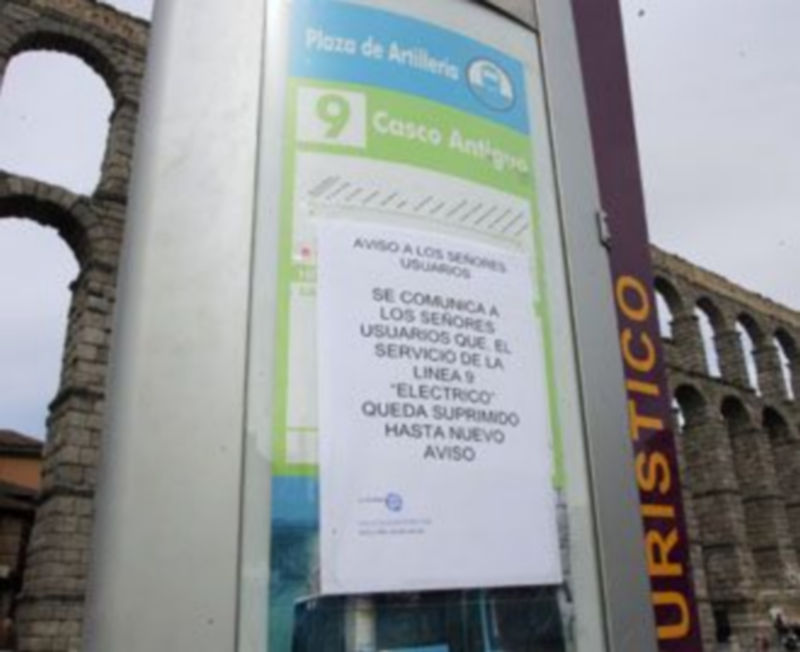 Plaza de Artillería
9
Casco Antiguo
AVISO A LOS SEÑORES
USUARIOS
SE COMUNICA A
LOS SEÑORES
USUARIOS QUE EL
SERVICIO DE LA
LINEA 9
"ELECTRICO"
QUEDA SUPRIMIDO
HASTA NUEVO
AVISO
URISTICO